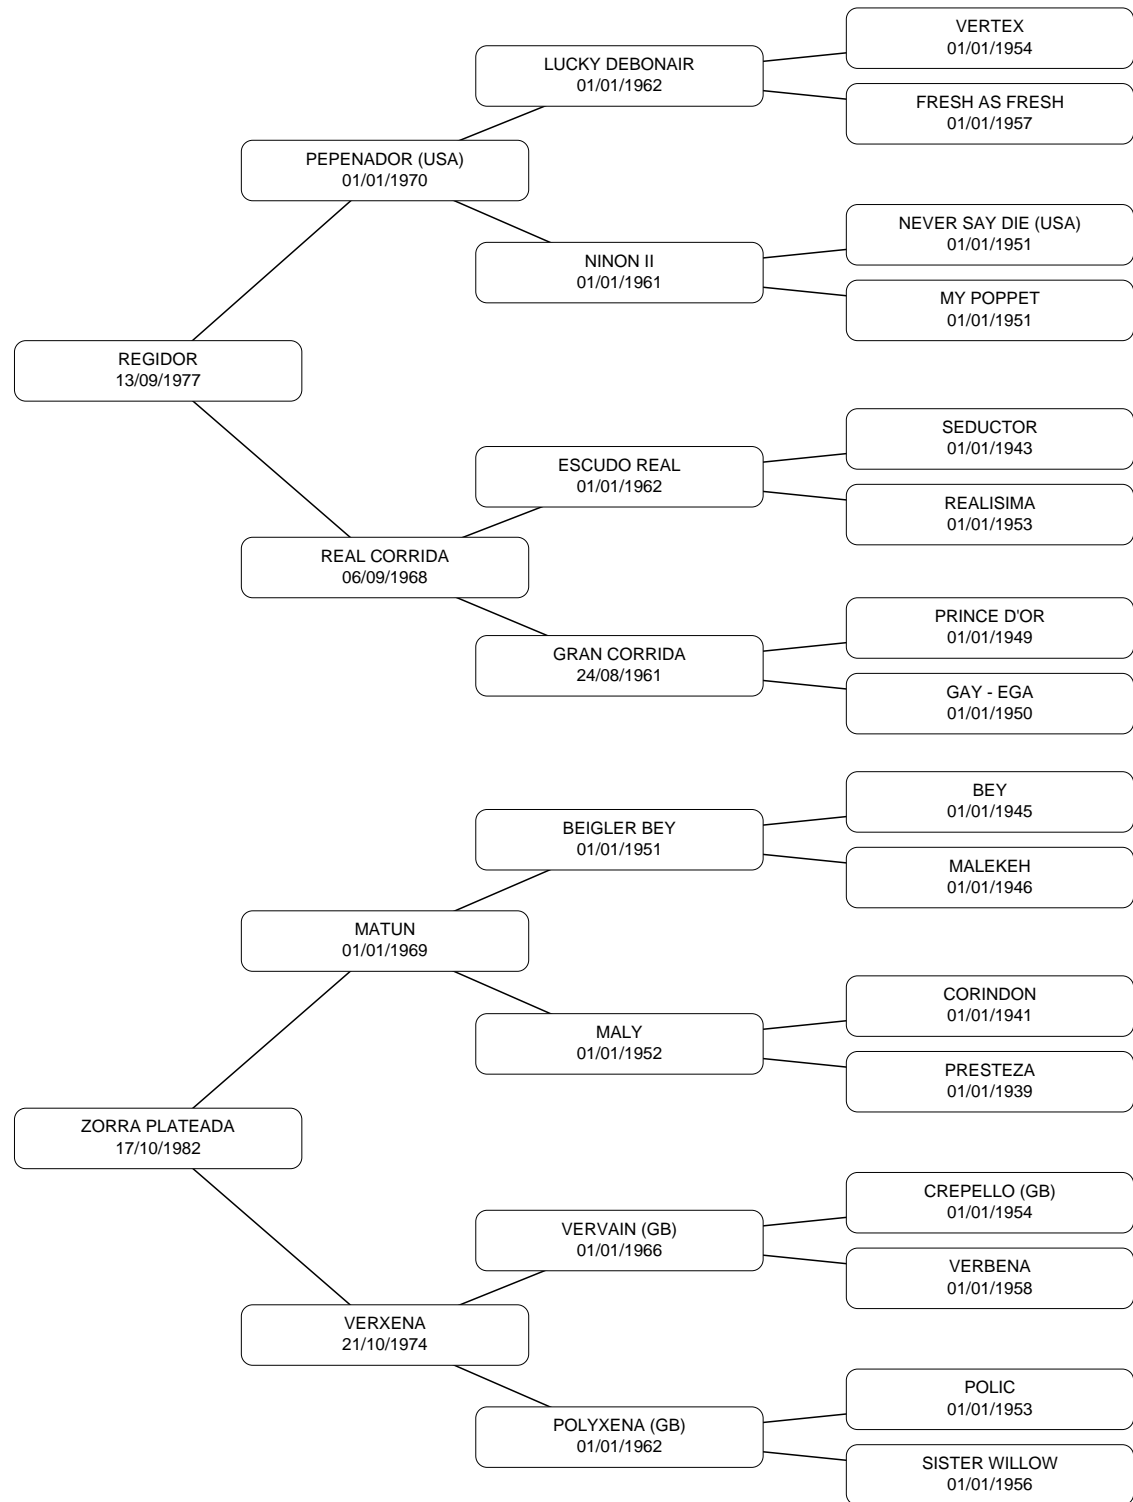 VERTEX
01/01/1954
LUCKY DEBONAIR
01/01/1962
FRESH AS FRESH
01/01/1957
PEPENADOR (USA)
01/01/1970
NEVER SAY DIE (USA)
01/01/1951
NINON II
01/01/1961
MY POPPET
01/01/1951
REGIDOR
13/09/1977
SEDUCTOR
01/01/1943
ESCUDO REAL
01/01/1962
REALISIMA
01/01/1953
REAL CORRIDA
06/09/1968
PRINCE D'OR
01/01/1949
GRAN CORRIDA
24/08/1961
GAY - EGA
01/01/1950
BEY
01/01/1945
BEIGLER BEY
01/01/1951
MALEKEH
01/01/1946
MATUN
01/01/1969
CORINDON
01/01/1941
MALY
01/01/1952
PRESTEZA
01/01/1939
ZORRA PLATEADA
17/10/1982
CREPELLO (GB)
01/01/1954
VERVAIN (GB)
01/01/1966
VERBENA
01/01/1958
VERXENA
21/10/1974
POLIC
01/01/1953
POLYXENA (GB)
01/01/1962
SISTER WILLOW
01/01/1956